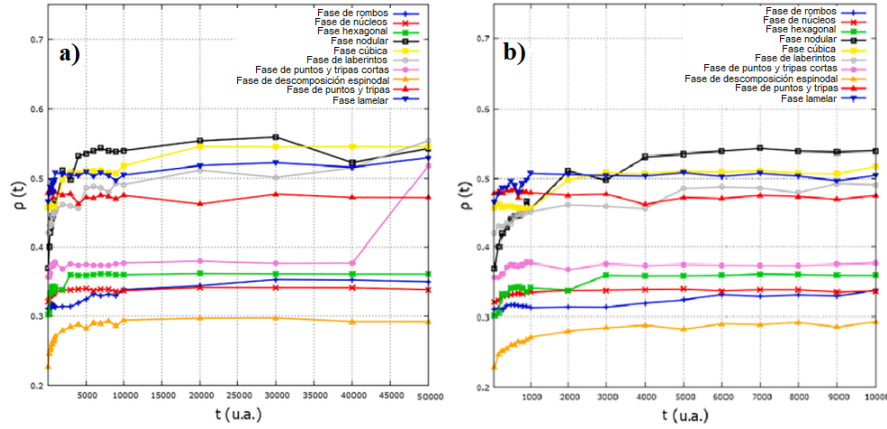 a)
Fase de rombos
Fase de núcleos
Fase hexagonal
Fase nodular
Fase cúbica
Fase de laberintos
Fase de puntos y tripas cortas
Fase de descomposición espinodal
Fase de puntos y tripas
Fase lamelar
0.7
0.6
0.5
0.4
0.3
0.2
ρ (t)
5000 10000 15000 20000 25000 30000 35000 40000 45000 50000
t (u.a.)
b)
Fase de rombos
Fase de núcleos
Fase hexagonal
Fase nodular
Fase cúbica
Fase de laberintos
Fase de puntos y tripas cortas
Fase de descomposición espinodal
Fase de puntos y tripas
Fase lamelar
0.7
0.6
0.5
0.4
0.3
0.2
ρ (t)
1000 2000 3000 4000 5000 6000 7000 8000 9000 10000
t (u.a.)